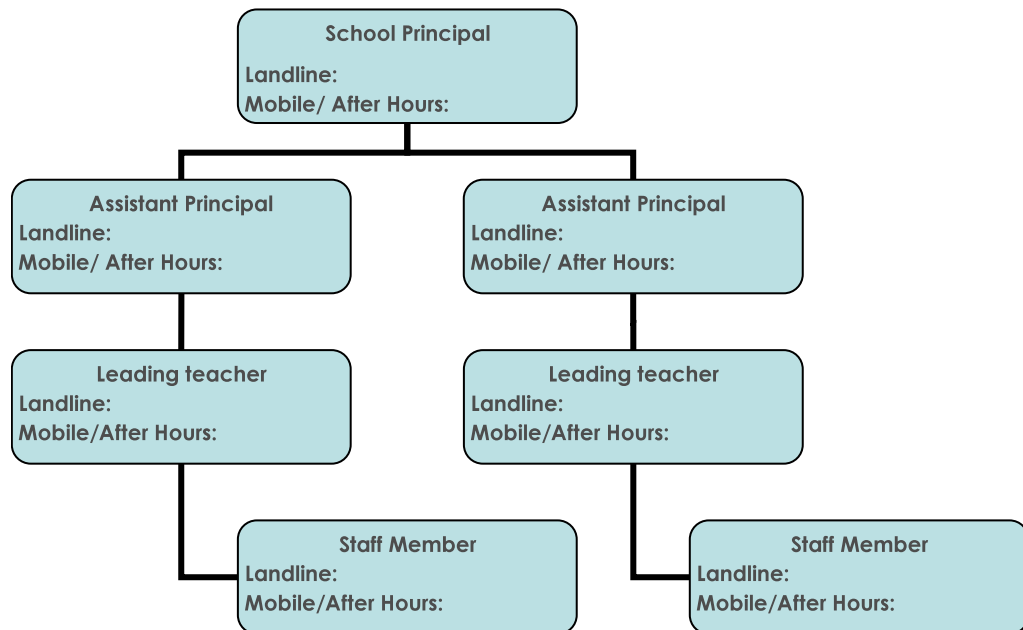 School Principal
Landline:
Mobile/ After Hours:
Assistant Principal
Landline:
Mobile/ After Hours:
Assistant Principal
Landline:
Mobile/ After Hours:
Leading teacher
Landline:
Mobile/After Hours:
Leading teacher
Landline:
Mobile/After Hours:
Staff Member
Landline:
Mobile/After Hours:
Staff Member
Landline:
Mobile/After Hours: